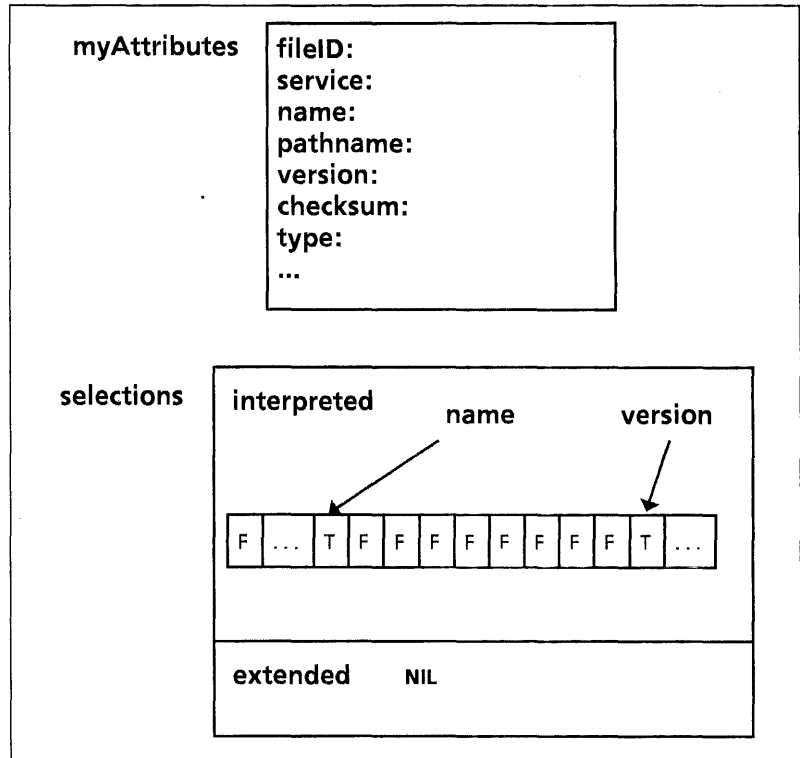 myAttributes
fileID:
service:
name:
pathname:
version:
checksum:
type:
...
selections
interpreted
name version
F ... T F F F F F F F F T ...
extended NIL